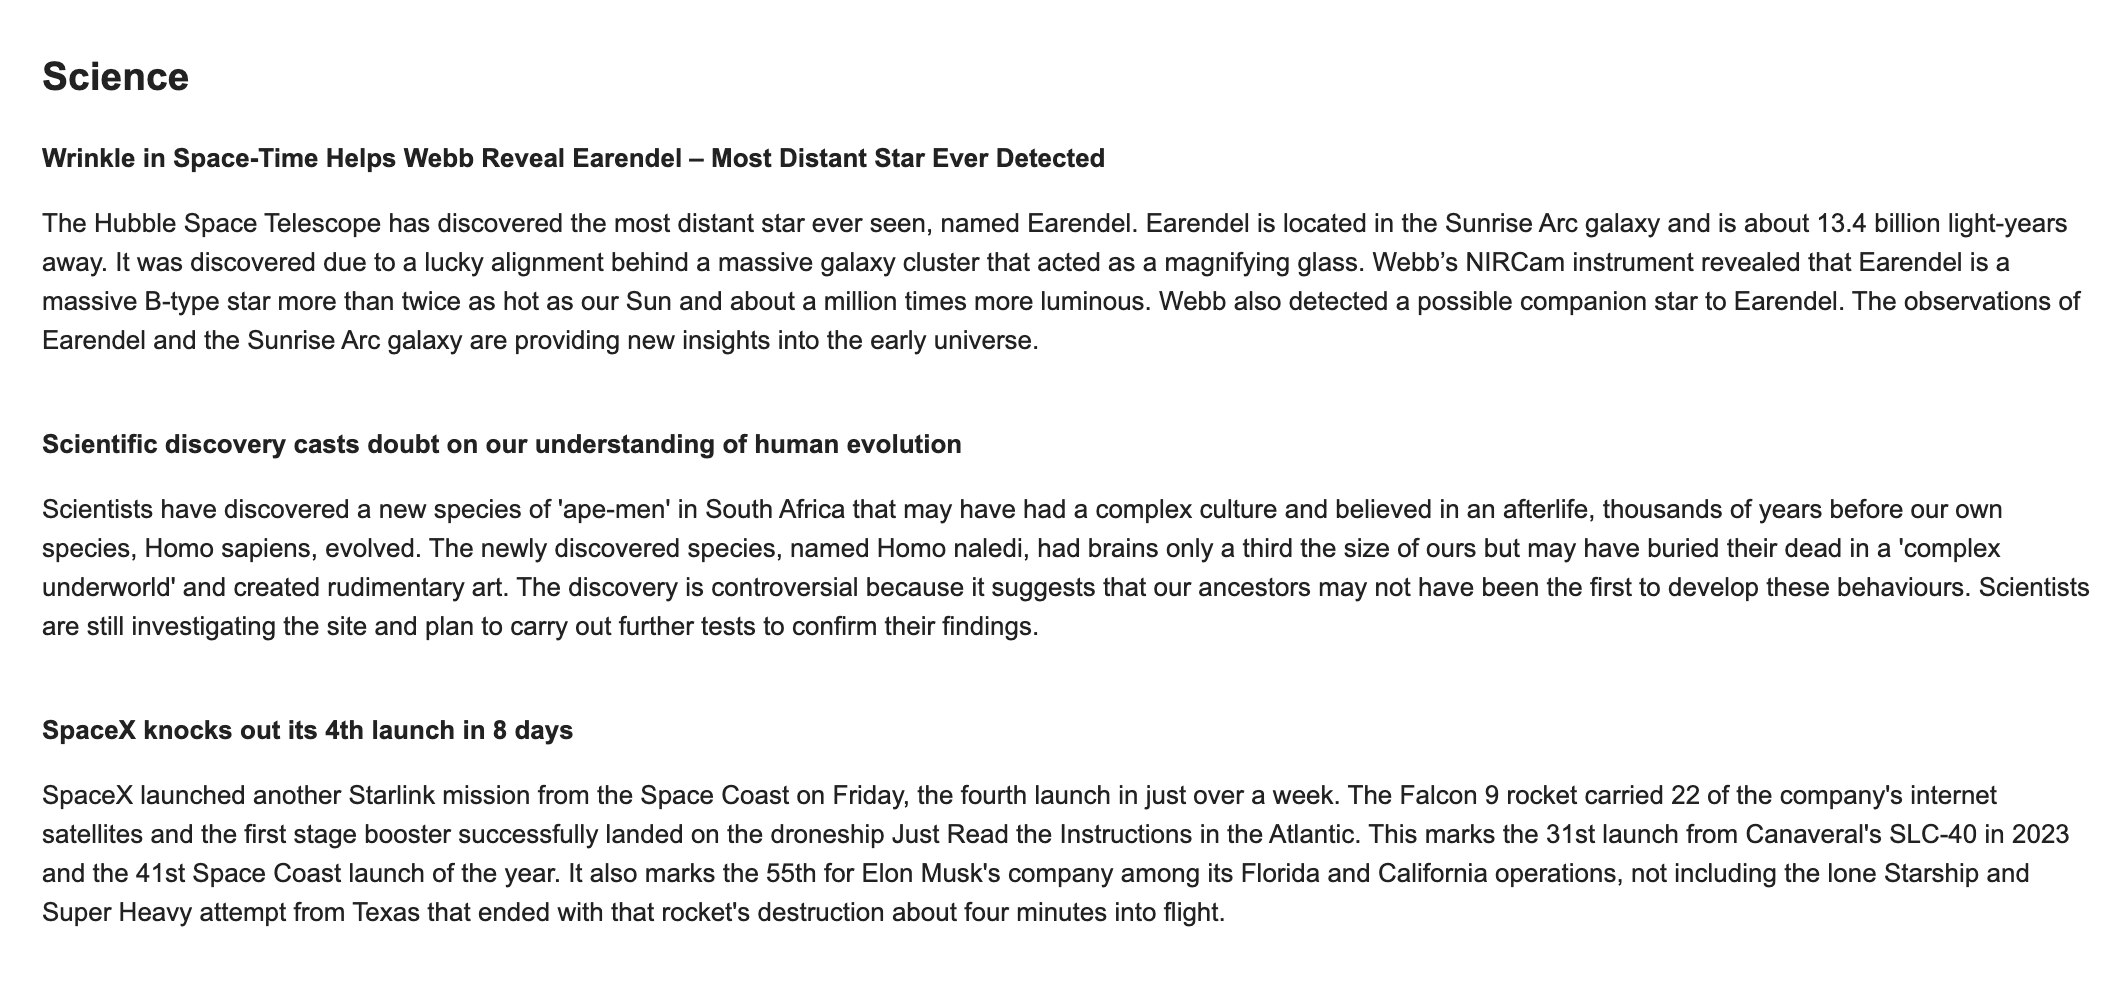 Science
Wrinkle in Space-Time Helps Webb Reveal Earendel – Most Distant Star Ever Detected
The Hubble Space Telescope has discovered the most distant star ever seen, named Earendel. Earendel is located in the Sunrise Arc galaxy and is about 13.4 billion light-years
away. It was discovered due to a lucky alignment behind a massive galaxy cluster that acted as a magnifying glass. Webb’s NIRCam instrument revealed that Earendel is a
massive B-type star more than twice as hot as our Sun and about a million times more luminous. Webb also detected a possible companion star to Earendel. The observations of
Earendel and the Sunrise Arc galaxy are providing new insights into the early universe.
Scientific discovery casts doubt on our understanding of human evolution
Scientists have discovered a new species of 'ape-men' in South Africa that may have had a complex culture and believed in an afterlife, thousands of years before our own
species, Homo sapiens, evolved. The newly discovered species, named Homo naledi, had brains only a third the size of ours but may have buried their dead in a 'complex
underworld' and created rudimentary art. The discovery is controversial because it suggests that our ancestors may not have been the first to develop these behaviours. Scientists
are still investigating the site and plan to carry out further tests to confirm their findings.
SpaceX knocks out its 4th launch in 8 days
SpaceX launched another Starlink mission from the Space Coast on Friday, the fourth launch in just over a week. The Falcon 9 rocket carried 22 of the company's internet
satellites and the first stage booster successfully landed on the droneship Just Read the Instructions in the Atlantic. This marks the 31st launch from Canaveral's SLC-40 in 2023
and the 41st Space Coast launch of the year. It also marks the 55th for Elon Musk's company among its Florida and California operations, not including the lone Starship and
Super Heavy attempt from Texas that ended with that rocket's destruction about four minutes into flight.